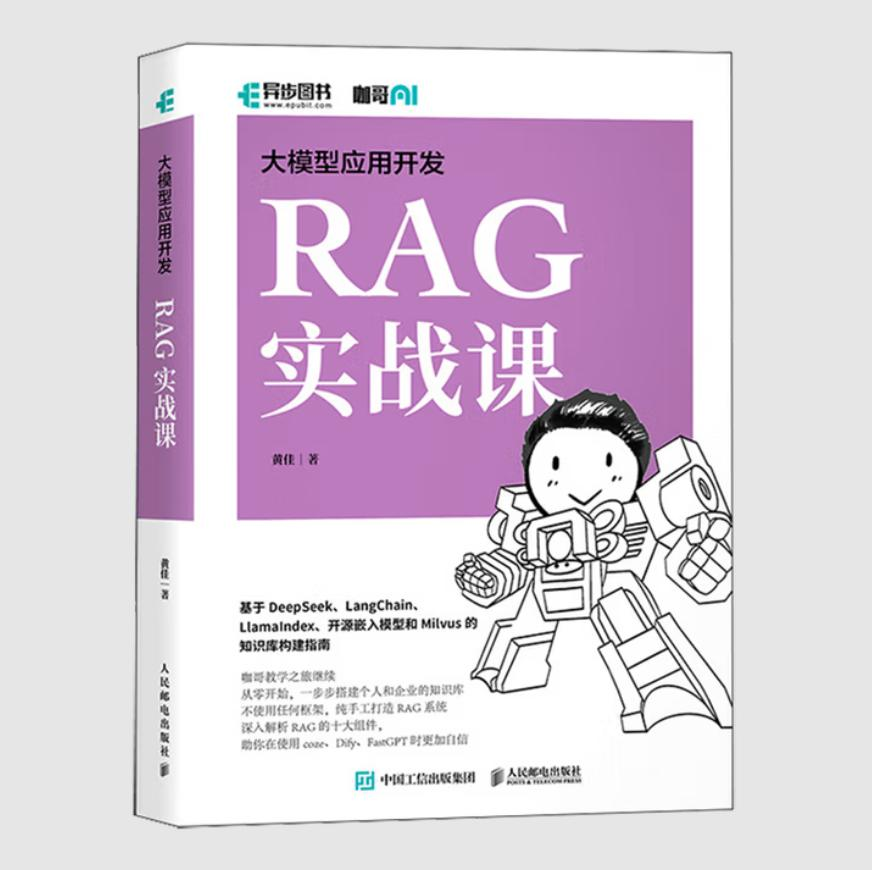 异步图书
www.epubit.com
咖哥AI
大模型应用开发
RAG
实战课
黄佳 | 著
基于 DeepSeek、LangChain、
LlamaIndex、开源嵌入模型和 Milvus 的
知识库构建指南
咖哥教学之旅继续
从零开始，一步步搭建个人和企业的知识库
不使用任何框架，纯手工打造 RAG 系统
深入解析 RAG 的十大组件，
助你在使用 coze、Dify、FastGPT 时更加自信
中国工信出版集团
人民邮电出版社
POSTS & TELECOM PRESS
大模型应用开发
RAG 实战课
黄佳 | 著
人民邮电出版社